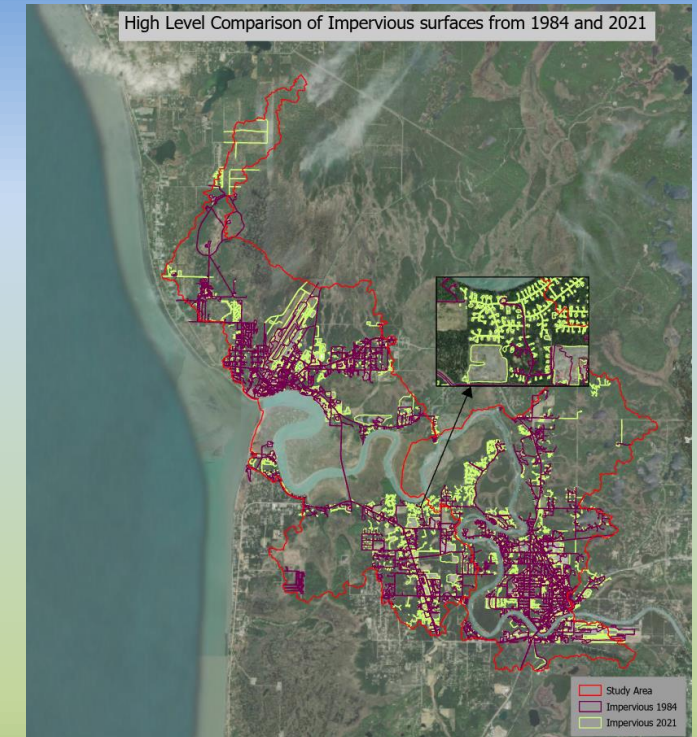 High Level Comparison of Impervious surfaces from 1984 and 2021
Study Area
Impervious 1984
Impervious 2021